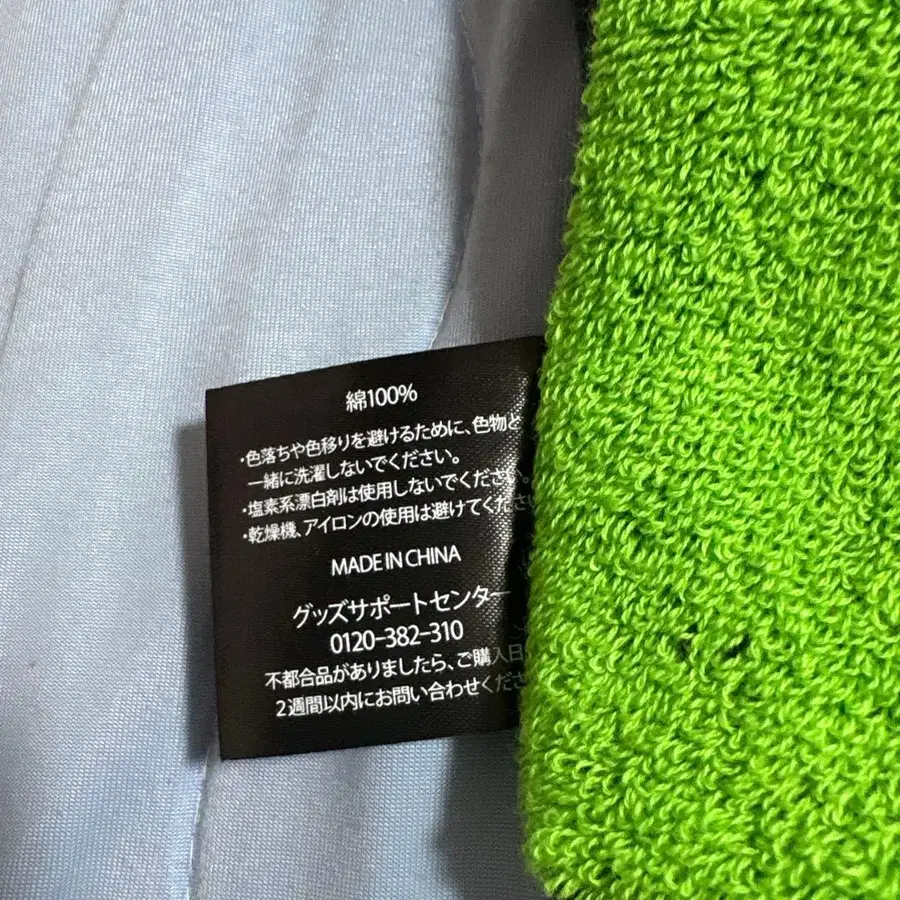 綿100%
・色落ちや色移りを避けるために、色物と
一緒に洗濯しないでください。
・塩素系漂白剤は使用しないでください。
・乾燥機、アイロンの使用は避けてくだ
MADE IN CHINA
グッズサポートセンター
0120-382-310
不都合品がありましたら、ご購入日
2週間以内にお問い合わせくださ